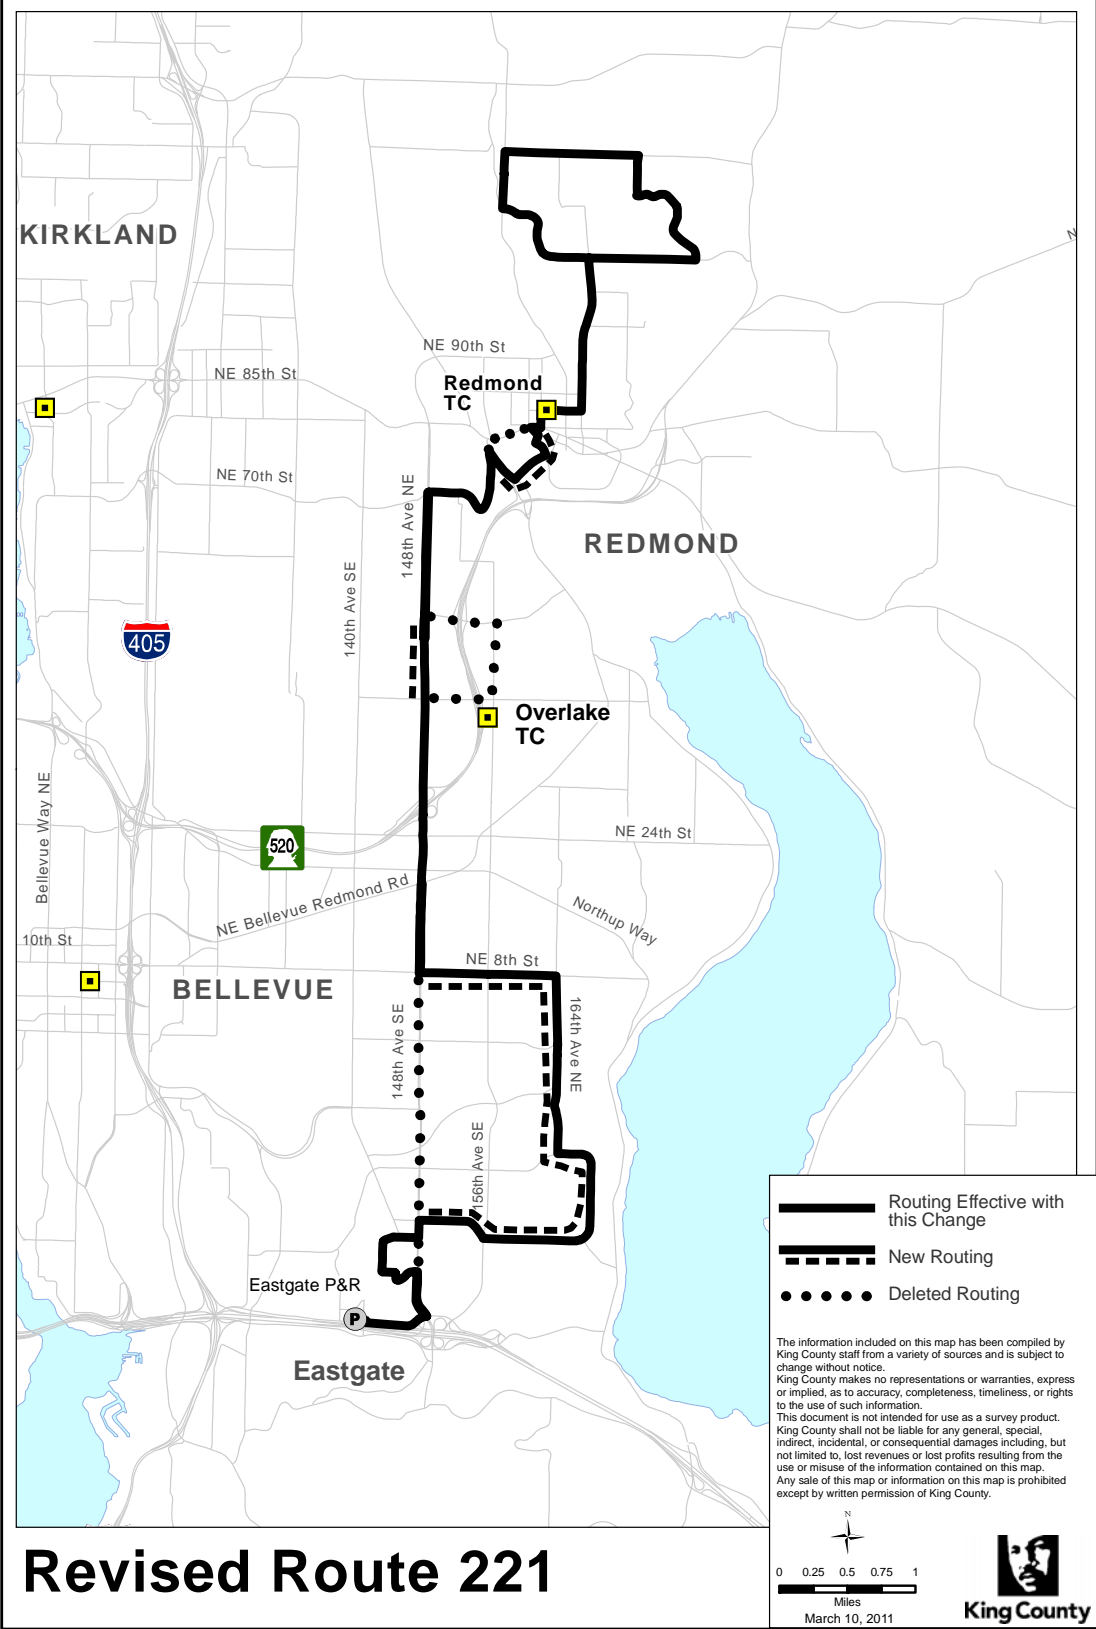 KIRKLAND
N
NE 90th St
NE 85th St
Redmond
TC
NE 70th St
148th Ave NE
REDMOND
140th Ave SE
405
Overlake
TC
Bellevue Way NE
NE 24th St
520
NE Bellevue Redmond Rd
Northup Way
10th St
NE 8th St
BELLEVUE
164th Ave NE
148th Ave SE
156th Ave SE
Eastgate P&R
P
Eastgate
Routing Effective with
this Change
New Routing
Deleted Routing
The information included on this map has been compiled by
King County staff from a variety of sources and is subject to
change without notice.
King County makes no representations or warranties, express
or implied, as to accuracy, completeness, timeliness, or rights
to the use of such information.
This document is not intended for use as a survey product.
King County shall not be liable for any general, special,
indirect, incidental, or consequential damages including, but
not limited to, lost revenues or lost profits resulting from the
use or misuse of the information contained on this map.
Any sale of this map or information on this map is prohibited
except by written permission of King County.
N
0 0.25 0.5 0.75 1
Miles
March 10, 2011
King County
Revised Route 221